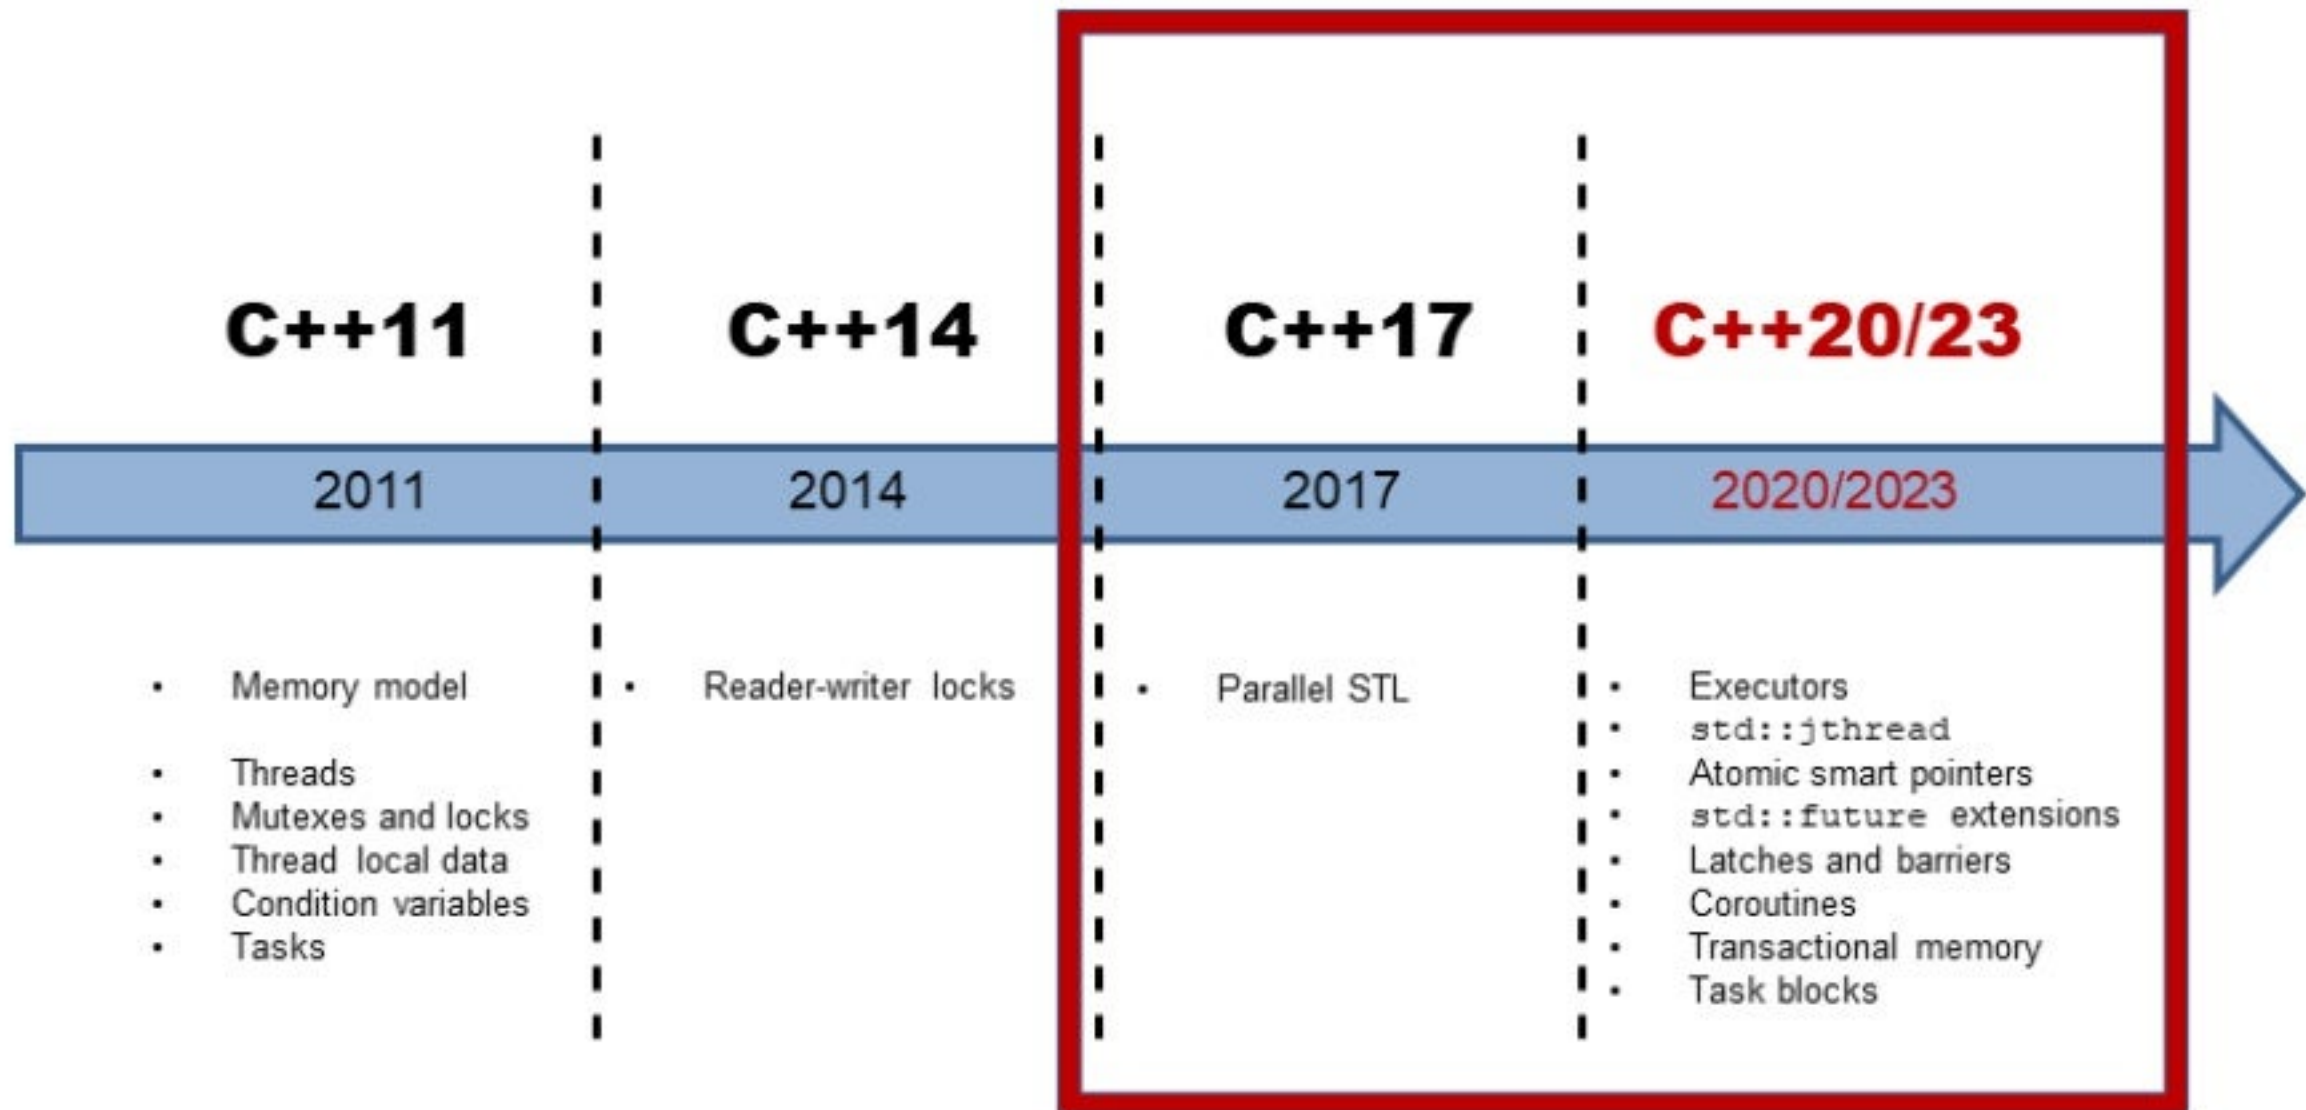 C++11
C++14
C++17
C++20/23
2011
2014
2017
2020/2023
• Memory model
• Threads
• Mutexes and locks
• Thread local data
• Condition variables
• Tasks
• Reader-writer locks
• Parallel STL
• Executors
• std::jthread
• Atomic smart pointers
• std::future extensions
• Latches and barriers
• Coroutines
• Transactional memory
• Task blocks